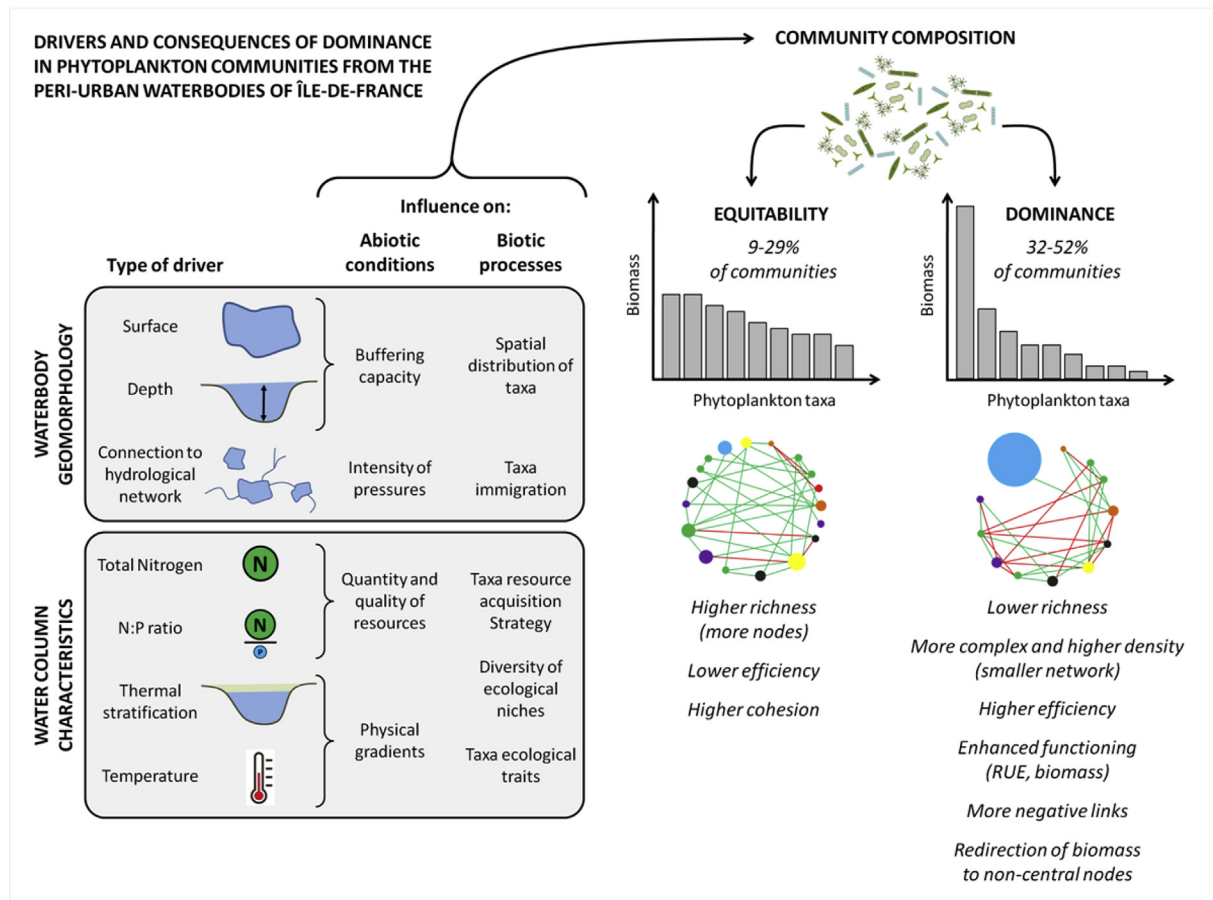 DRIVERS AND CONSEQUENCES OF DOMINANCE
IN PHYTOPLANKTON COMMUNITIES FROM THE
PERI-URBAN WATERBODIES OF ÎLE-DE-FRANCE
Influence on:
Type of driver
Abiotic
conditions
Biotic
processes
WATERBODY
GEOMORPHOLOGY
Surface
Depth
Buffering
capacity
Spatial
distribution of
taxa
Connection to
hydrological
network
Intensity of
pressures
Taxa
immigration
WATER COLUMN
CHARACTERISTICS
Total Nitrogen
N
N:P ratio
N
P
Quantity and
quality of
resources
Taxa resource
acquisition
Strategy
Thermal
stratification
Temperature
Physical
gradients
Diversity of
ecological
niches
Taxa ecological
traits
COMMUNITY COMPOSITION
EQUITABILITY
9-29%
of communities
Biomass
Phytoplankton taxa
Higher richness
(more nodes)
Lower efficiency
Higher cohesion
DOMINANCE
32-52%
of communities
Biomass
Phytoplankton taxa
Lower richness
More complex and higher density
(smaller network)
Higher efficiency
Enhanced functioning
(RUE, biomass)
More negative links
Redirection of biomass
to non-central nodes